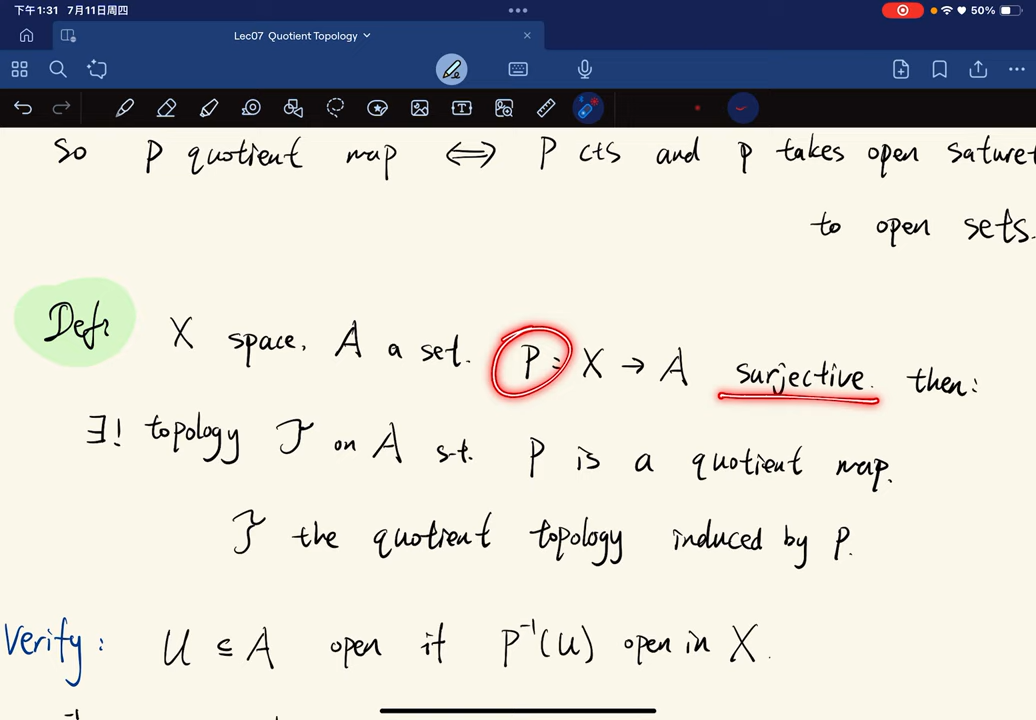 下午1:31 7月11日周四
50%
Lec07 Quotient Topology
So P quotient map ⟺ P cts and p takes open saturet
to open sets.
Defn X space, A a set. P: X → A surjective. then:
∃! topology 𝒯 on A s.t. P is a quotient map.
𝒯 the quotient topology induced by P.
Verify: U ⊆ A open if P⁻¹(U) open in X.